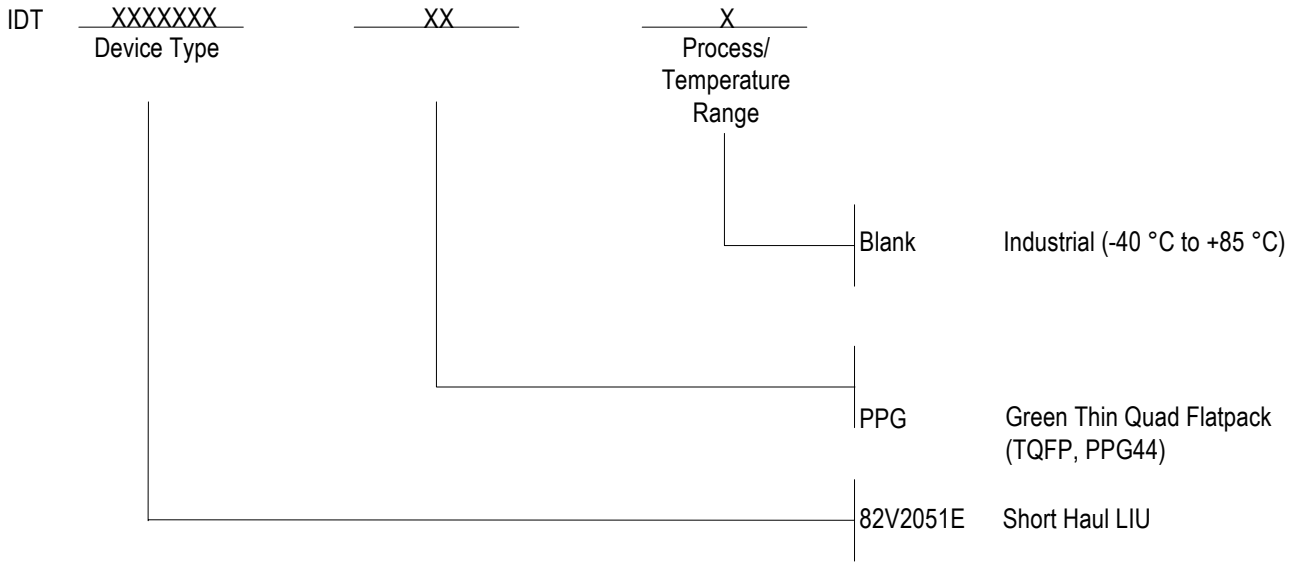 IDT XXXXXXX XX X
Device Type Process/
Temperature
Range
Blank Industrial (-40 °C to +85 °C)
PPG Green Thin Quad Flatpack
(TQFP, PPG44)
82V2051E Short Haul LIU